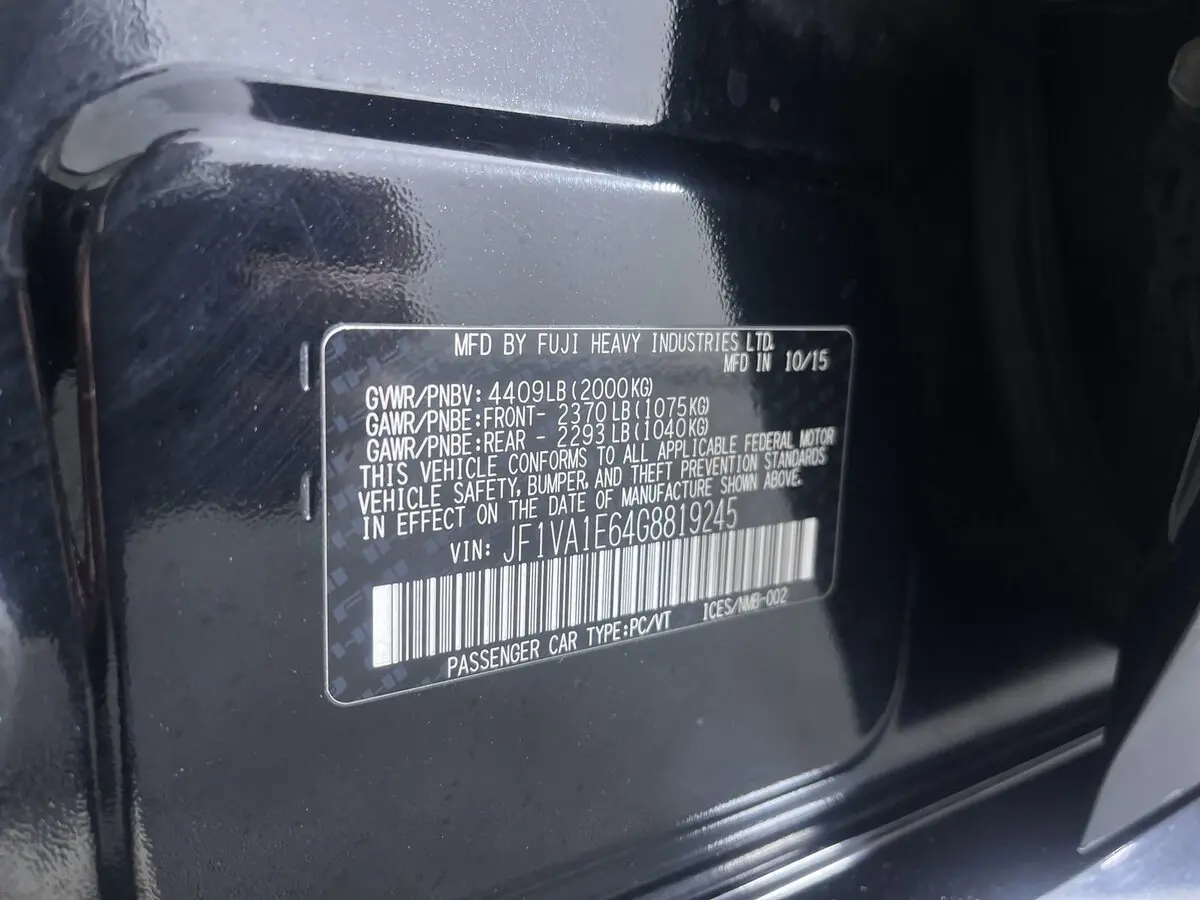 MFD BY FUJI HEAVY INDUSTRIES LTD.
MFD IN 10/15
GVWR/PNBV: 4409LB(2000KG)
GAWR/PNBE:FRONT- 2370LB(1075KG)
GAWR/PNBE:REAR - 2293LB(1040KG)
THIS VEHICLE CONFORMS TO ALL APPLICABLE FEDERAL MOTOR
VEHICLE SAFETY, BUMPER, AND THEFT PREVENTION STANDARDS
IN EFFECT ON THE DATE OF MANUFACTURE SHOWN ABOVE.
VIN: JF1VA1E64G8819245
PASSENGER CAR TYPE:PC/VT ICES/NMB-002